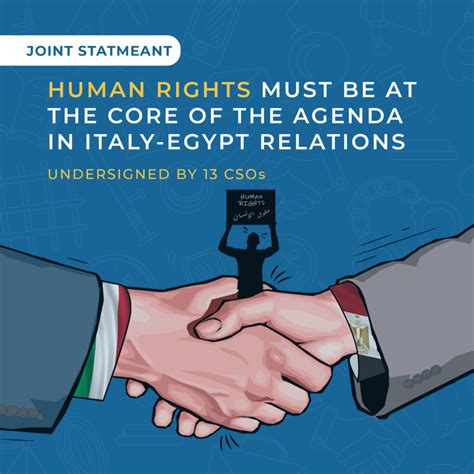 JOINT STATMEANT
HUMAN RIGHTS MUST BE AT
THE CORE OF THE AGENDA
IN ITALY-EGYPT RELATIONS
UNDERSIGNED BY 13 CSOs
HUMAN
RIGHTS
حقوق الإنسان